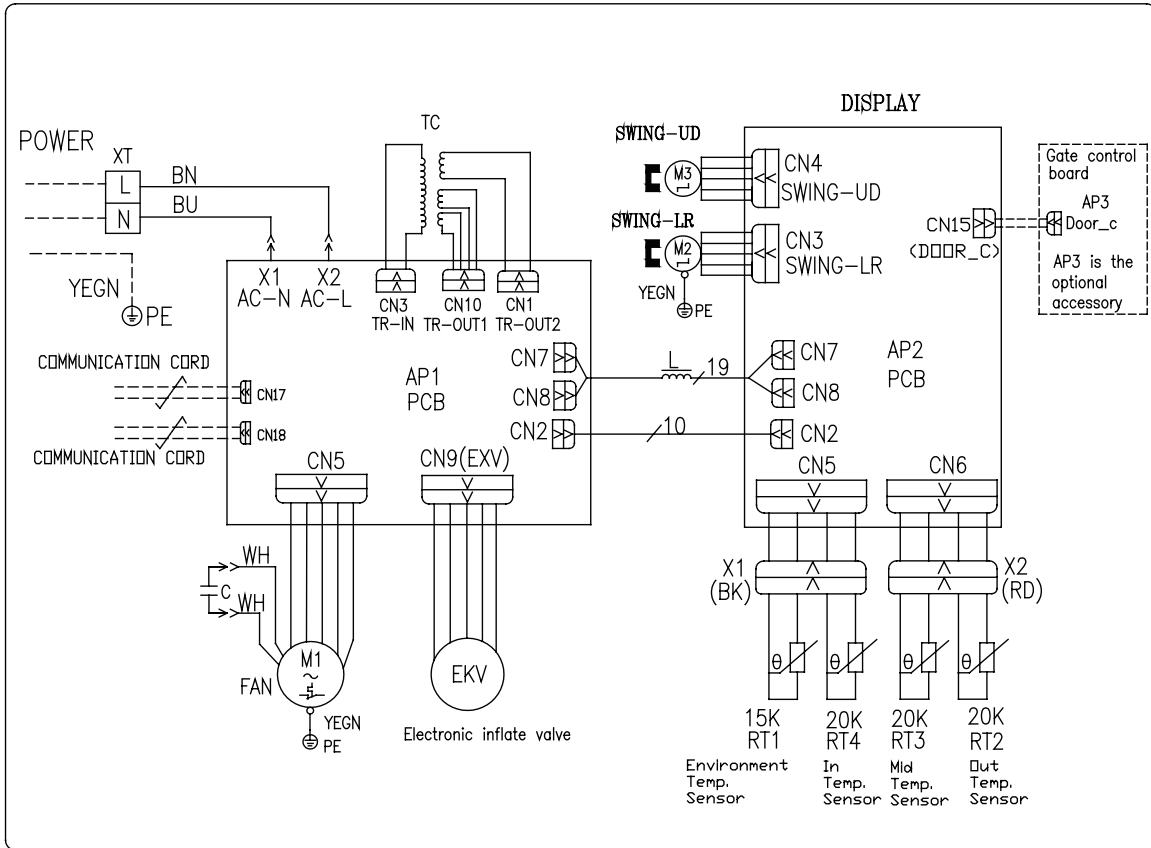 DISPLAY
POWER
XT
L
N
BN
BU
YEGN
PE
TC
X1
AC-N
X2
AC-L
CN3
TR-IN
CN10
TR-OUT1
CN1
TR-OUT2
COMMUNICATION CORD
CN17
CN18
COMMUNICATION CORD
AP1
PCB
CN7
CN8
CN2
CN5
CN9(EXV)
WH
C
WH
M1
~
FAN
YEGN
PE
EKV
Electronic inflate valve
L
19
10
SWING-UD
M3
CN4
SWING-UD
SWING-LR
M2
CN3
SWING-LR
YEGN
PE
CN15
(DOOR_C)
Gate control
board
AP3
Door_c
AP3 is the
optional
accessory
CN7
CN8
CN2
AP2
PCB
CN5
CN6
X1
(BK)
X2
(RD)
θ
θ
θ
θ
15K
RT1
Environment
Temp.
Sensor
20K
RT4
In
Temp.
Sensor
20K
RT3
Mid
Temp.
Sensor
20K
RT2
Out
Temp.
Sensor